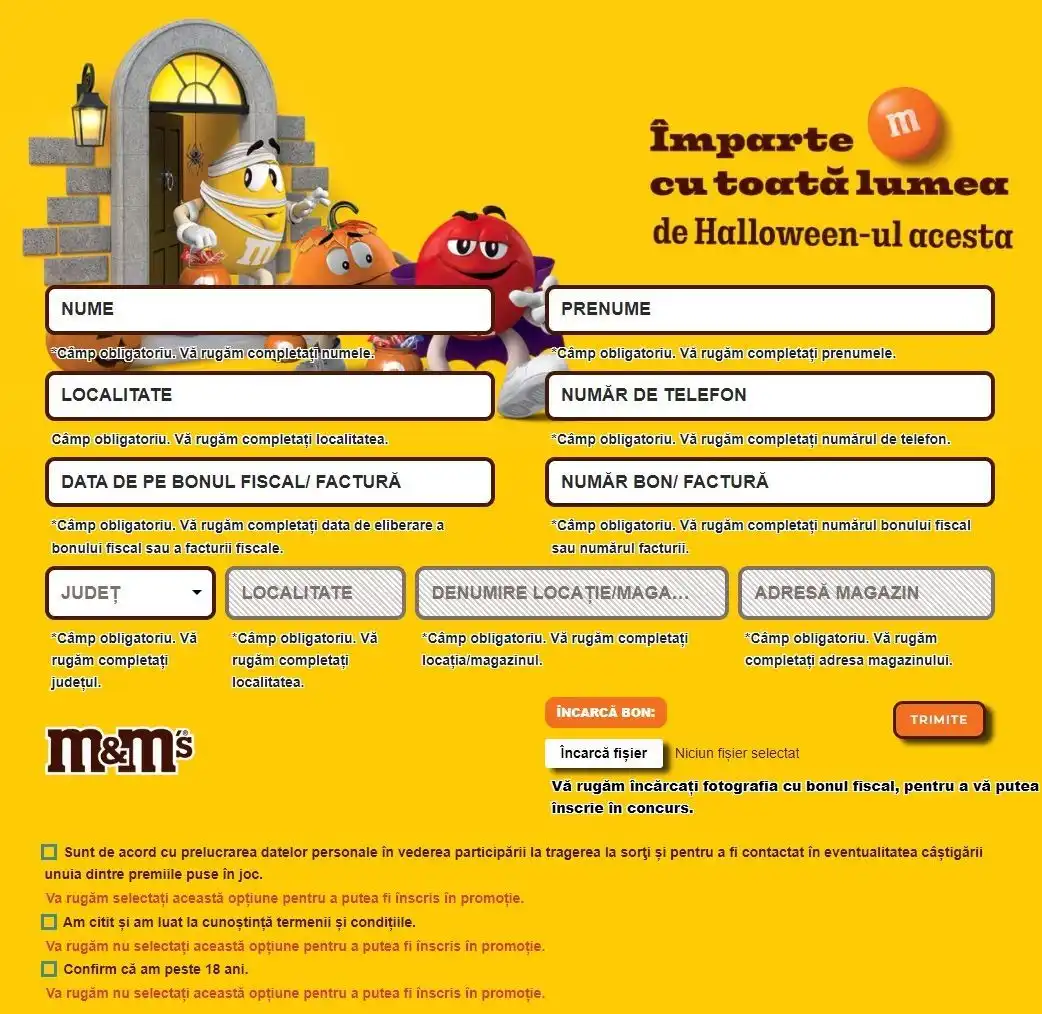 Împarte m
cu toată lumea
de Halloween-ul acesta
m
NUME
PRENUME
*Câmp obligatoriu. Vă rugăm completați numele.
*Câmp obligatoriu. Vă rugăm completați prenumele.
LOCALITATE
NUMĂR DE TELEFON
Câmp obligatoriu. Vă rugăm completați localitatea.
*Câmp obligatoriu. Vă rugăm completați numărul de telefon.
DATA DE PE BONUL FISCAL/ FACTURĂ
NUMĂR BON/ FACTURĂ
*Câmp obligatoriu. Vă rugăm completați data de eliberare a
bonului fiscal sau a facturii fiscale.
*Câmp obligatoriu. Vă rugăm completați numărul bonului fiscal
sau numărul facturii.
JUDEȚ
LOCALITATE
DENUMIRE LOCAȚIE/MAGA...
ADRESĂ MAGAZIN
*Câmp obligatoriu. Vă
rugăm completați
județul.
*Câmp obligatoriu. Vă
rugăm completați
localitatea.
*Câmp obligatoriu. Vă rugăm completați
locația/magazinul.
*Câmp obligatoriu. Vă rugăm
completați adresa magazinului.
ÎNCARCĂ BON:
TRIMITE
m&m's®
Încarcă fișier
Niciun fișier selectat
Vă rugăm încărcați fotografia cu bonul fiscal, pentru a vă putea
înscrie în concurs.
Sunt de acord cu prelucrarea datelor personale în vederea participării la tragerea la sorţi și pentru a fi contactat în eventualitatea câștigării
unuia dintre premiile puse în joc.
Va rugăm selectați această opțiune pentru a putea fi înscris în promoție.
Am citit și am luat la cunoștință termenii și condițiile.
Va rugăm nu selectați această opțiune pentru a putea fi înscris în promoție.
Confirm că am peste 18 ani.
Va rugăm nu selectați această opțiune pentru a putea fi înscris în promoție.